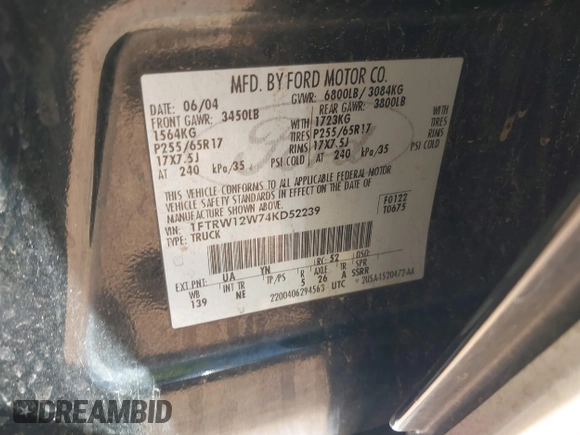 MFD. BY FORD MOTOR CO.
DATE: 06/04 GVWR: 6800LB/ 3084KG
FRONT GAWR: 3450LB REAR GAWR: 3800LB
1564KG WITH 1723KG WITH
P255/65R17 TIRES P255/65R17 TIRES
17X7.5J RIMS 17X7.5J RIMS
AT 240 kPa/35 PSI COLD AT 240 kPa/35 PSI COLD
THIS VEHICLE CONFORMS TO ALL APPLICABLE FEDERAL MOTOR
VEHICLE SAFETY STANDARDS IN EFFECT ON THE DATE OF
MANUFACTURE SHOWN ABOVE.
VIN: 1FTRW12W74KD52239 F0122
TYPE: TRUCK T0675
EXT PNT: UA YN RC: 52 DSO:
WB INT TR TP/PS R AXLE TR SPR
139 NE 5 26 A SSRR
2200406294563 UTC
Ford
DREAMBID